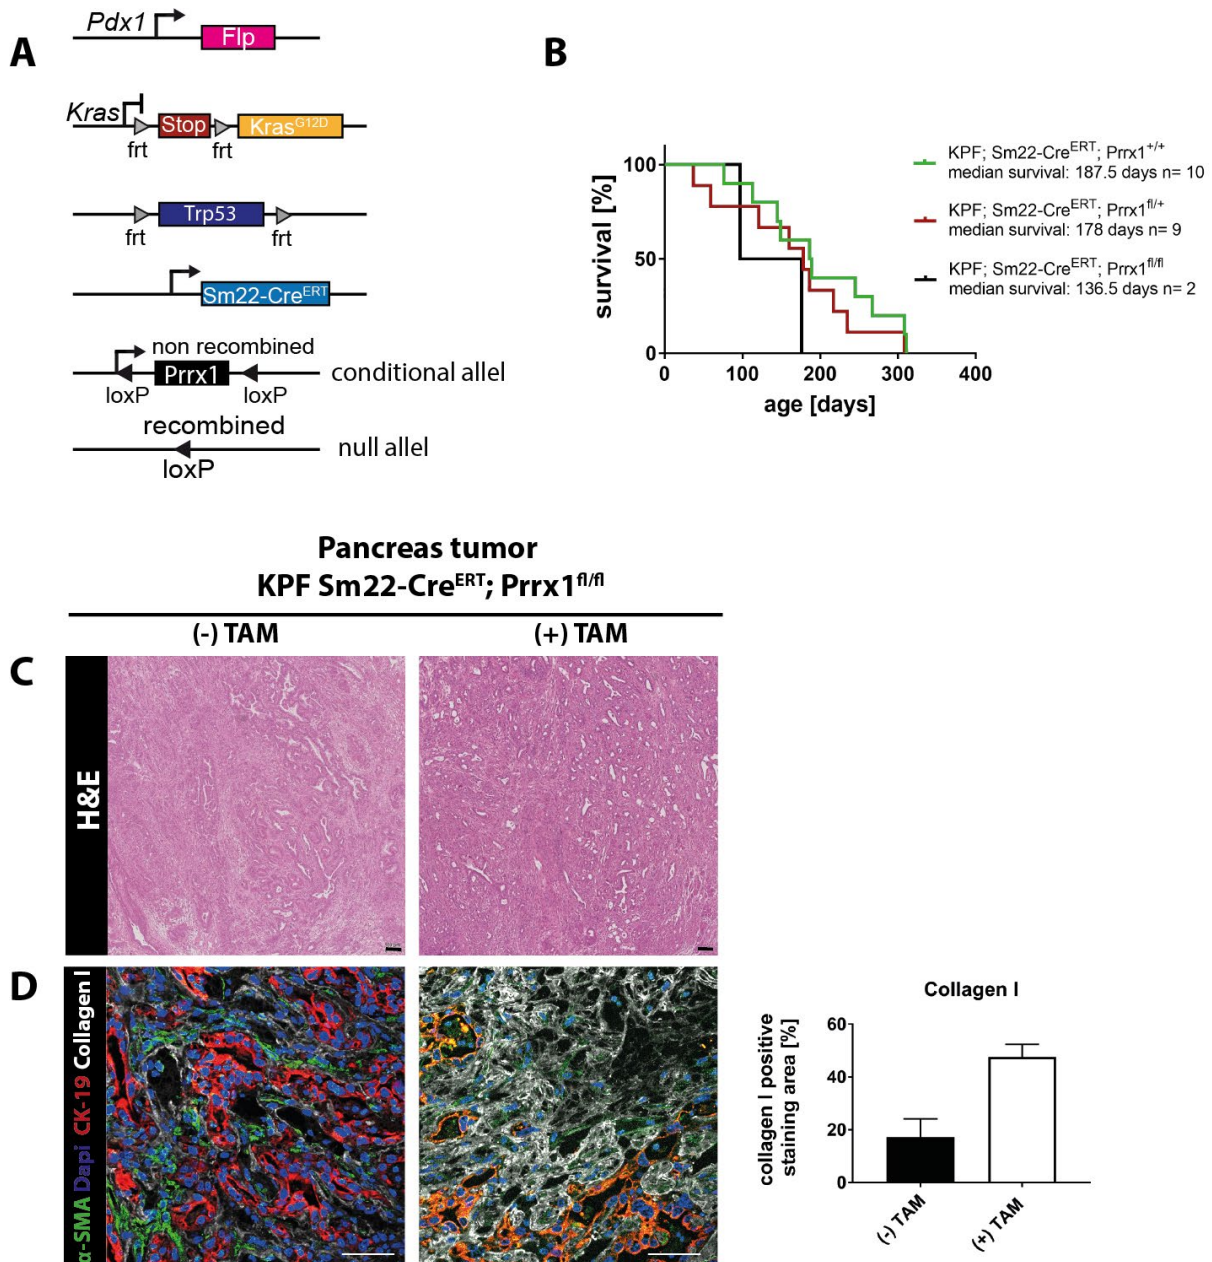 A
Pdx1
Flp
Kras
Stop
KrasG12D
frt
frt
Trp53
frt
frt
Sm22-CreERT
non recombined
Prrx1
loxP
loxP
conditional allel
recombined
loxP
null allel
B
survival [%]
100
50
0
0 100 200 300 400
age [days]
KPF; Sm22-CreERT; Prrx1+/+
median survival: 187.5 days n= 10
KPF; Sm22-CreERT; Prrx1fl/+
median survival: 178 days n= 9
KPF; Sm22-CreERT; Prrx1fl/fl
median survival: 136.5 days n= 2
Pancreas tumor
KPF Sm22-CreERT; Prrx1fl/fl
(-) TAM
(+) TAM
C
H&E
D
α-SMA Dapi CK-19 Collagen I
Collagen I
collagen I positive
staining area [%]
60
40
20
0
(-) TAM
(+) TAM